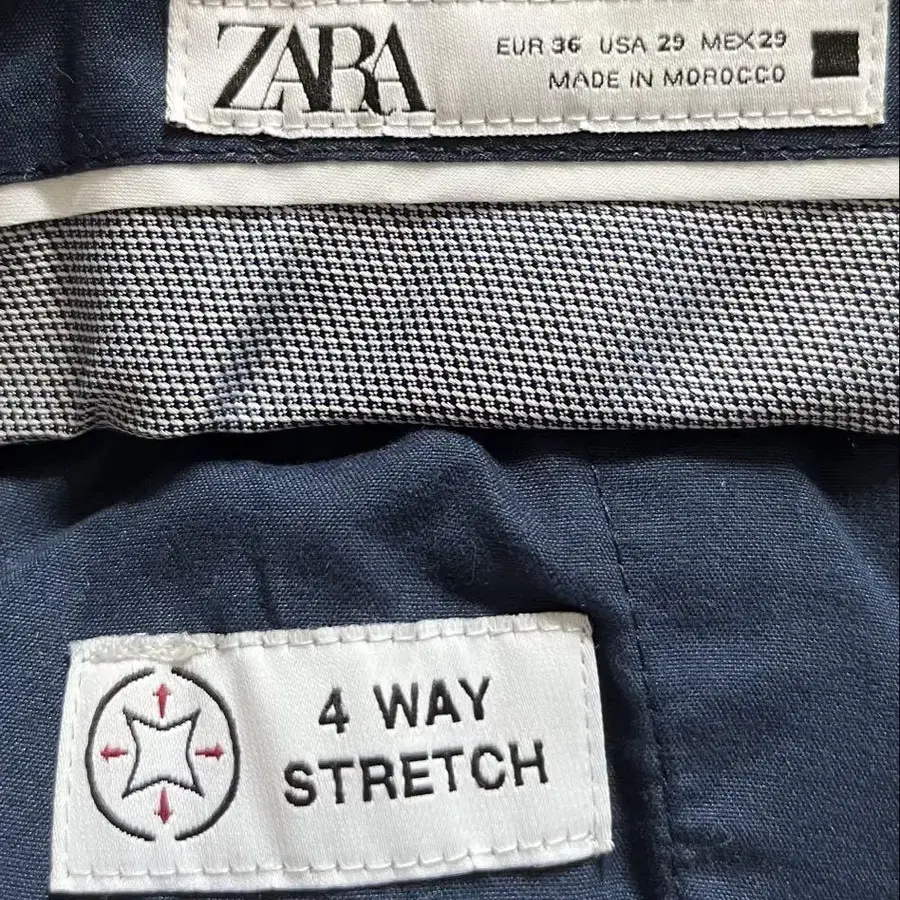 ZARA
EUR 36 USA 29 MEX 29
MADE IN MOROCCO
4 WAY
STRETCH